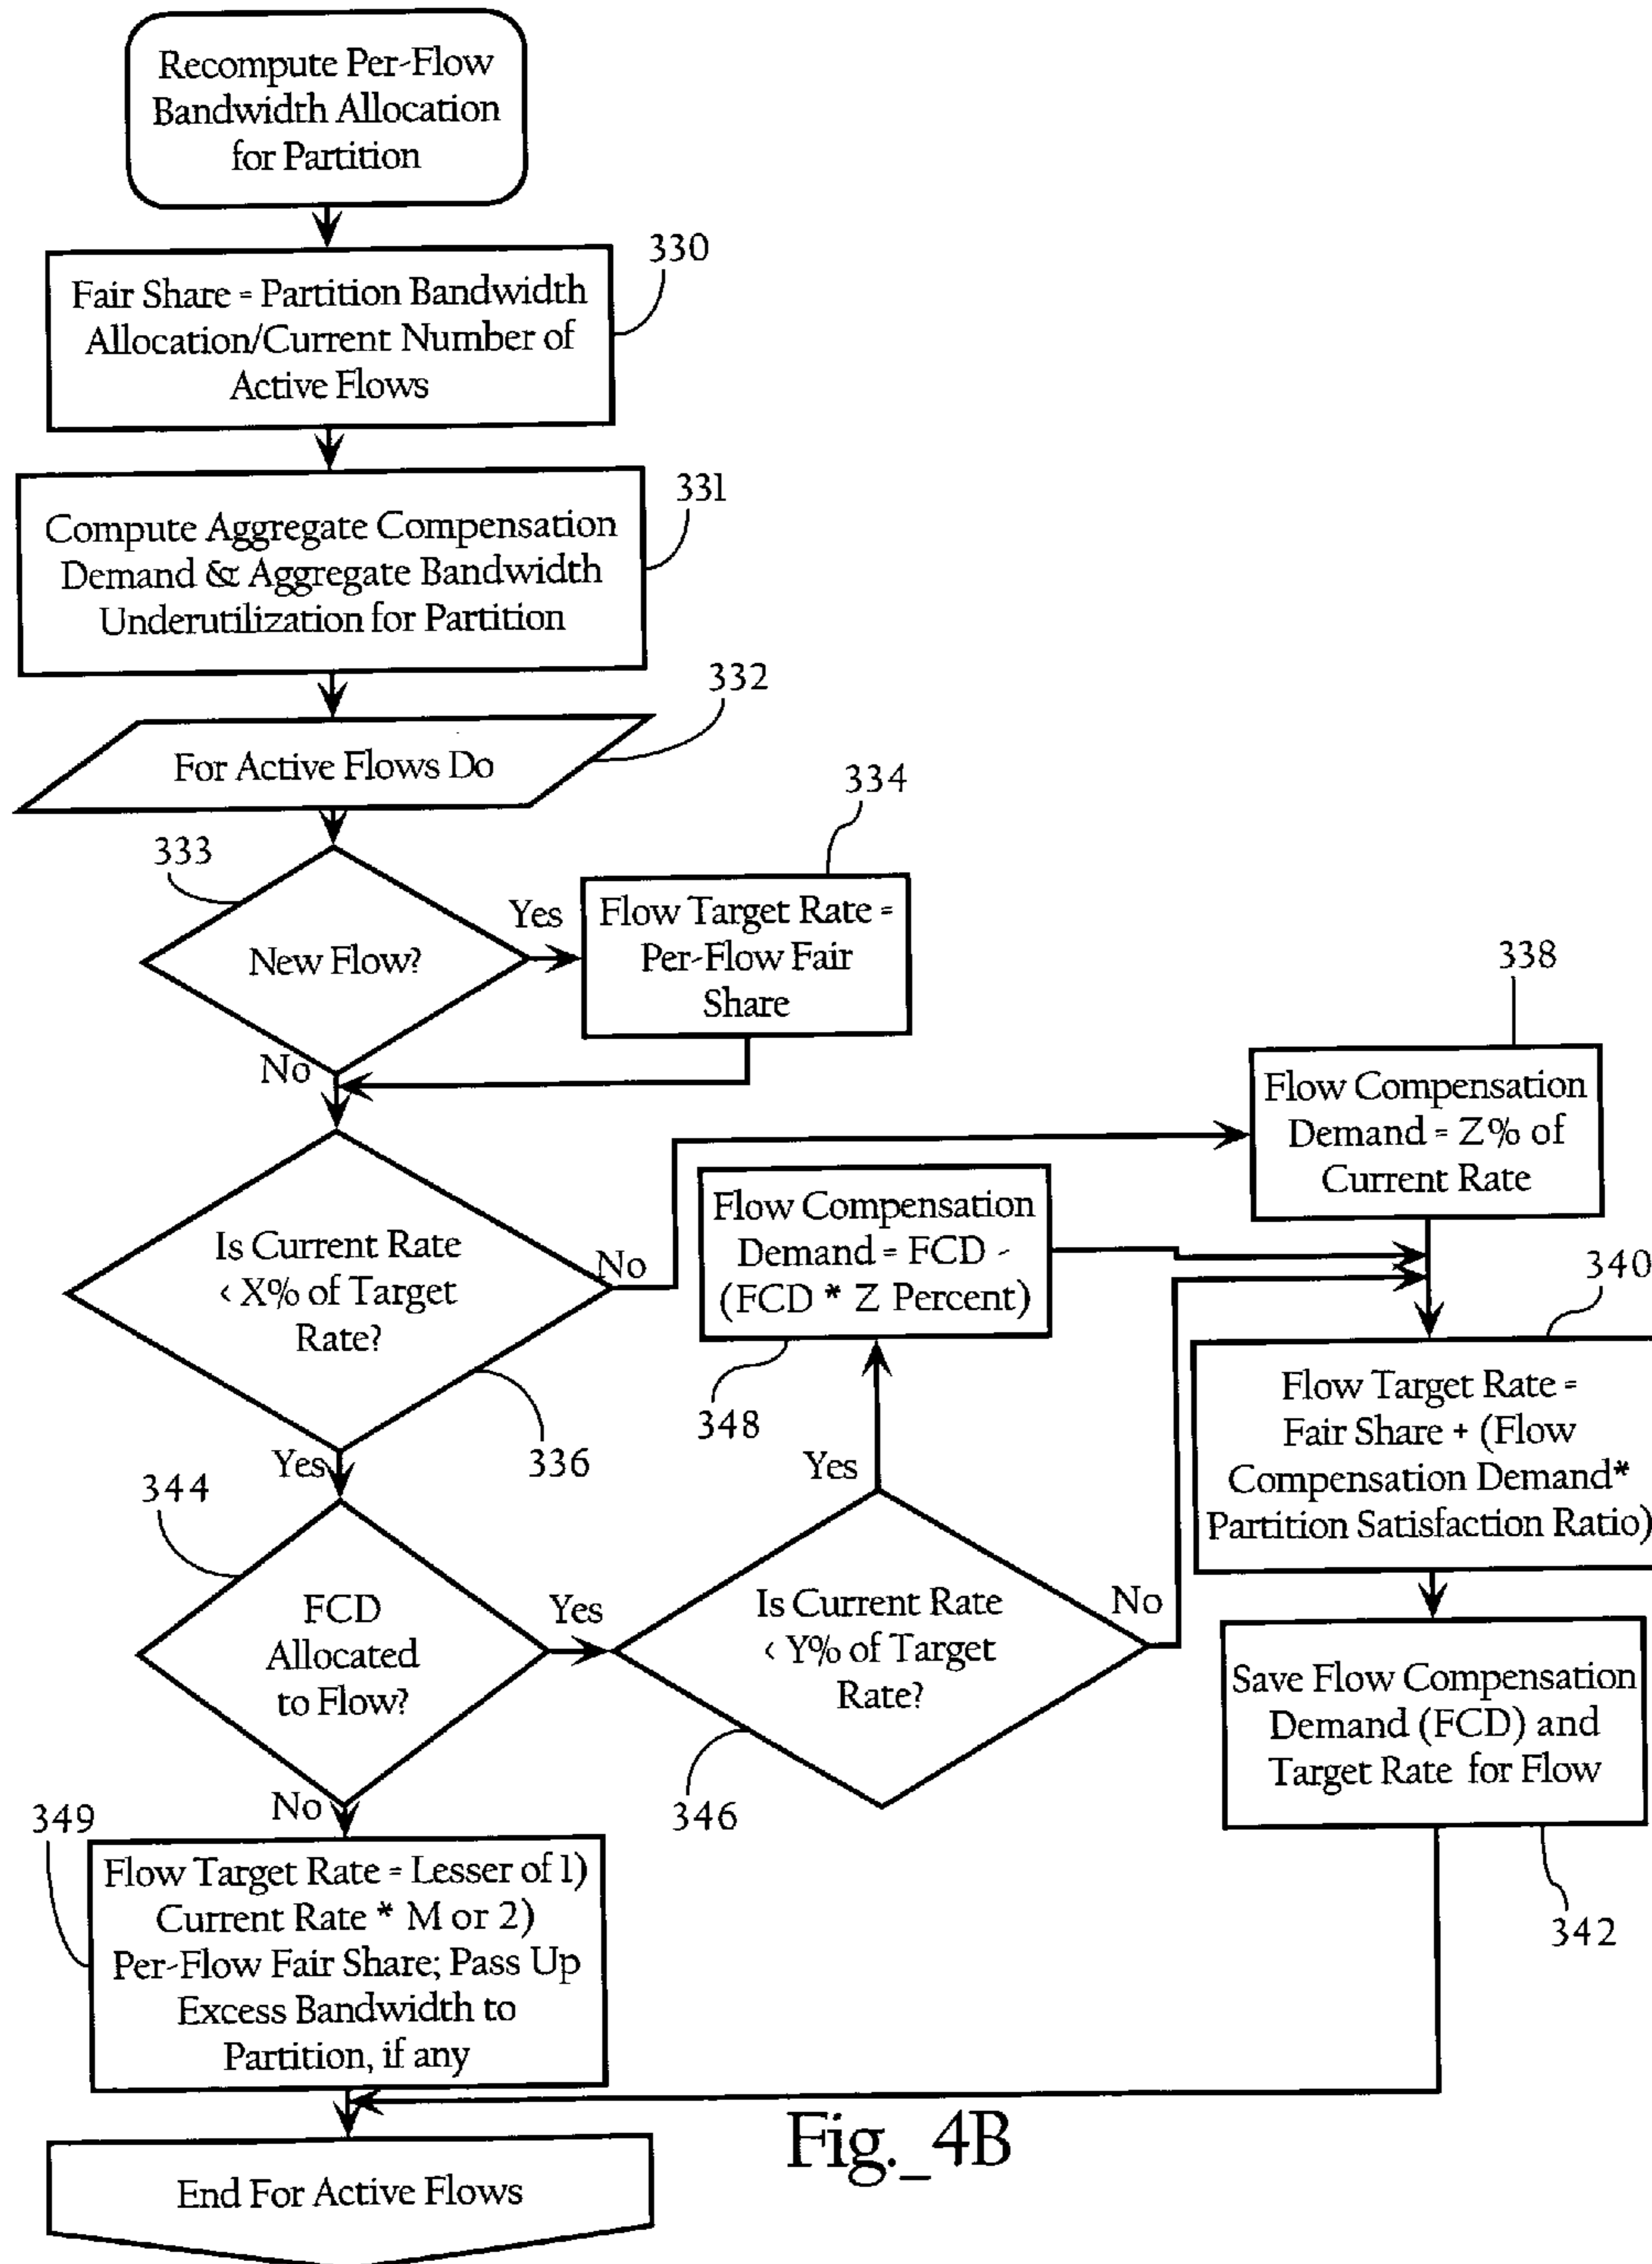 Recompute Per-Flow
Bandwidth Allocation
for Partition
330
Fair Share = Partition Bandwidth
Allocation/Current Number of
Active Flows
331
Compute Aggregate Compensation
Demand & Aggregate Bandwidth
Underutilization for Partition
332
For Active Flows Do
333
New Flow?
Yes
No
334
Flow Target Rate =
Per-Flow Fair
Share
338
Flow Compensation
Demand = Z% of
Current Rate
Is Current Rate
< X% of Target
Rate?
No
Yes
336
Flow Compensation
Demand = FCD -
(FCD * Z Percent)
348
340
Flow Target Rate =
Fair Share + (Flow
Compensation Demand*
Partition Satisfaction Ratio)
344
FCD
Allocated
to Flow?
Yes
No
Is Current Rate
< Y% of Target
Rate?
Yes
No
346
Save Flow Compensation
Demand (FCD) and
Target Rate for Flow
342
349
Flow Target Rate = Lesser of 1)
Current Rate * M or 2)
Per-Flow Fair Share; Pass Up
Excess Bandwidth to
Partition, if any
End For Active Flows
Fig._4B